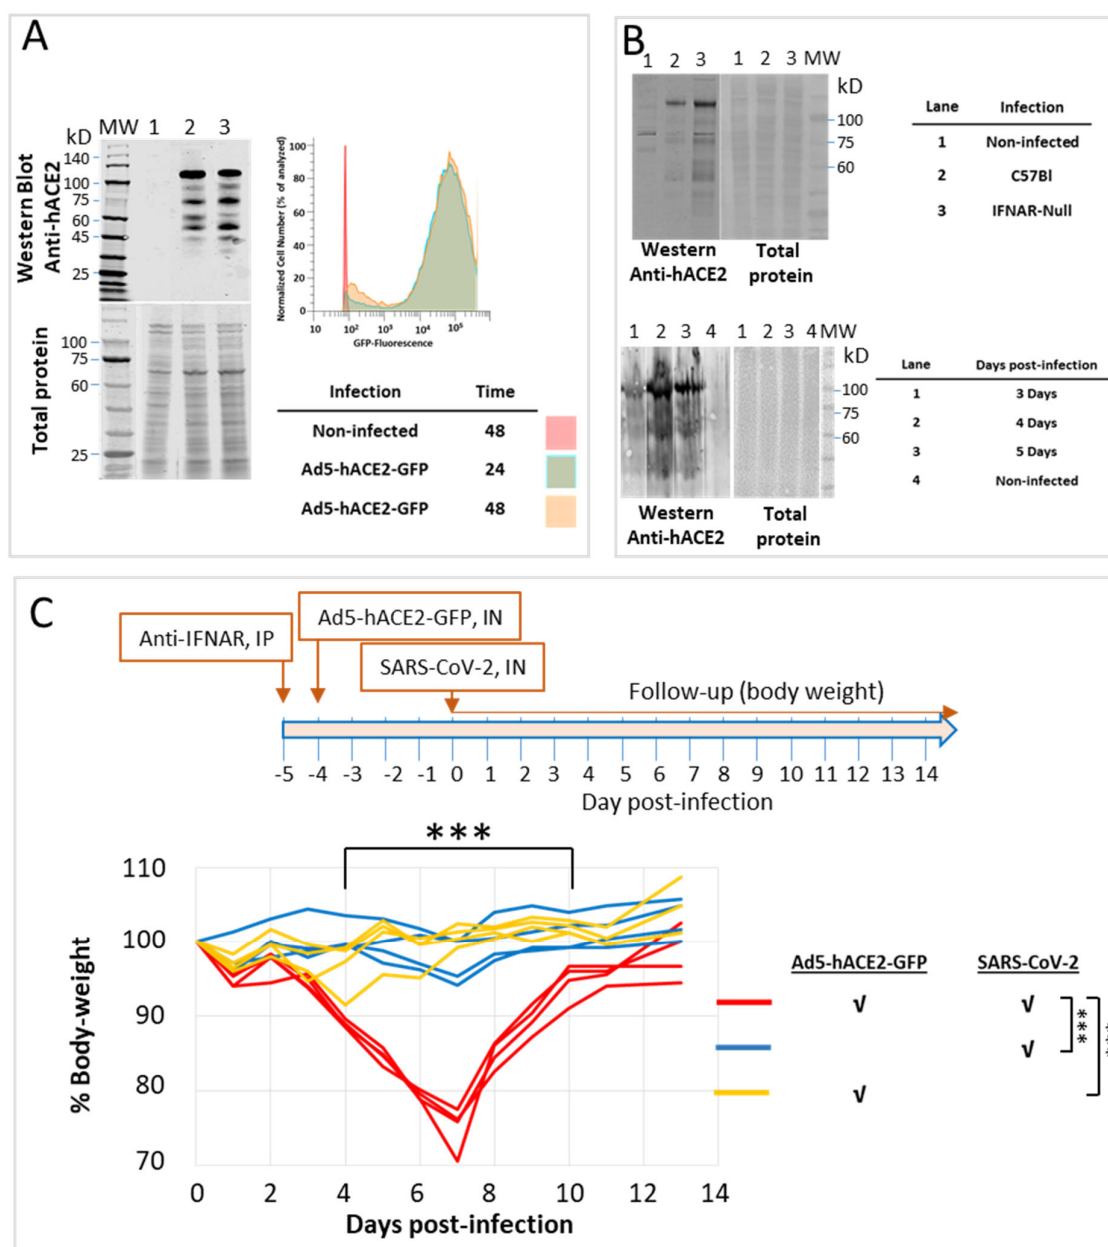 A
MW 1 2 3
kD
140
100
75
60
45
25
Western Blot
Anti-hACE2
100
75
60
25
Total protein
Normalized Cell Number (% of analyzed)
100
80
60
40
20
0
10 10² 10³ 10⁴ 10⁵
GFP-Fluorescence
Infection Time
Non-infected 48
Ad5-hACE2-GFP 24
Ad5-hACE2-GFP 48
B
1 2 3 1 2 3 MW
kD
100
75
60
Western
Anti-hACE2
Total
protein
Lane Infection
1 Non-infected
2 C57Bl
3 IFNAR-Null
1 2 3 4 1 2 3 4 MW
kD
100
75
60
Western
Anti-hACE2
Total
protein
Lane Days post-infection
1 3 Days
2 4 Days
3 5 Days
4 Non-infected
C
Anti-IFNAR, IP
Ad5-hACE2-GFP, IN
SARS-CoV-2, IN
Follow-up (body weight)
-5 -4 -3 -2 -1 0 1 2 3 4 5 6 7 8 9 10 11 12 13 14
Day post-infection
***
110
100
90
80
70
% Body-weight
0 2 4 6 8 10 12 14
Days post-infection
Ad5-hACE2-GFP SARS-CoV-2
√ √
√
√
***